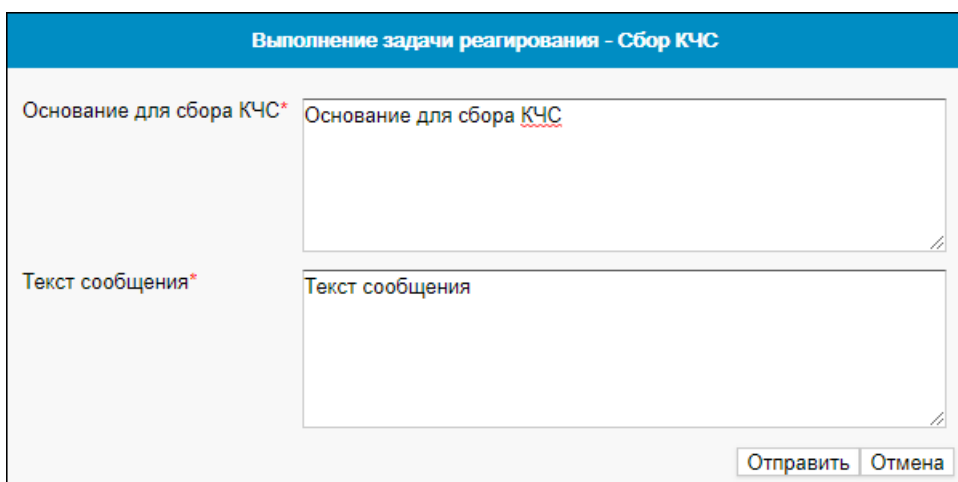 Выполнение задачи реагирования - Сбор КЧС
Основание для сбора КЧС* Основание для сбора КЧС
Текст сообщения* Текст сообщения
Отправить Отмена